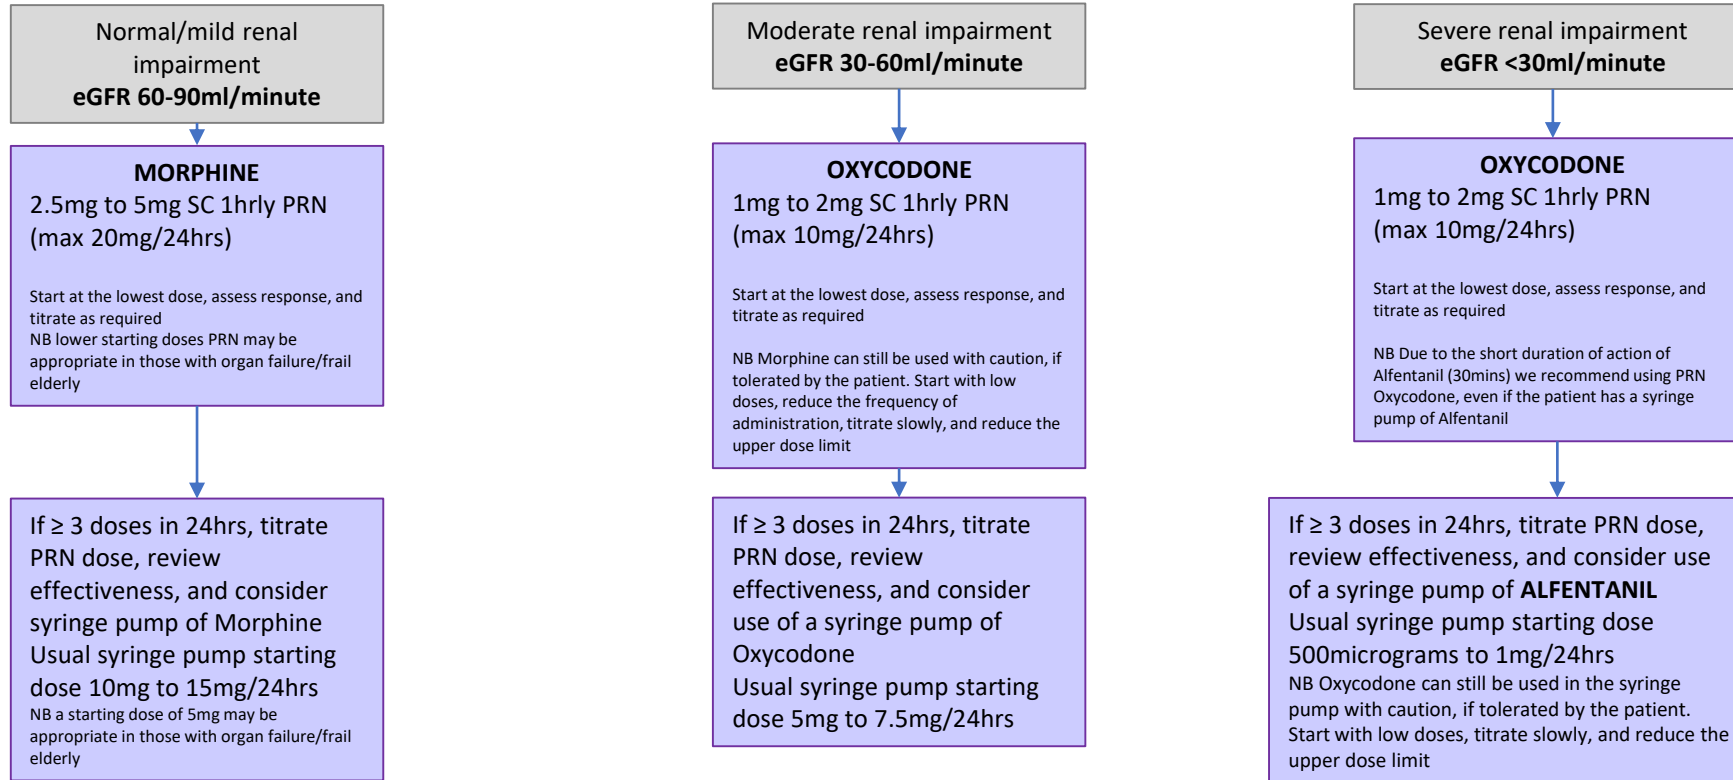 Normal/mild renal
impairment
eGFR 60-90ml/minute
MORPHINE
2.5mg to 5mg SC 1hrly PRN
(max 20mg/24hrs)
Start at the lowest dose, assess response, and
titrate as required
NB lower starting doses PRN may be
appropriate in those with organ failure/frail
elderly
If ≥ 3 doses in 24hrs, titrate
PRN dose, review
effectiveness, and consider
syringe pump of Morphine
Usual syringe pump starting
dose 10mg to 15mg/24hrs
NB a starting dose of 5mg may be
appropriate in those with organ failure/frail
elderly
Moderate renal impairment
eGFR 30-60ml/minute
OXYCODONE
1mg to 2mg SC 1hrly PRN
(max 10mg/24hrs)
Start at the lowest dose, assess response, and
titrate as required
NB Morphine can still be used with caution, if
tolerated by the patient. Start with low
doses, reduce the frequency of
administration, titrate slowly, and reduce the
upper dose limit
If ≥ 3 doses in 24hrs, titrate
PRN dose, review
effectiveness, and consider
use of a syringe pump of
Oxycodone
Usual syringe pump starting
dose 5mg to 7.5mg/24hrs
Severe renal impairment
eGFR <30ml/minute
OXYCODONE
1mg to 2mg SC 1hrly PRN
(max 10mg/24hrs)
Start at the lowest dose, assess response, and
titrate as required
NB Due to the short duration of action of
Alfentanil (30mins) we recommend using PRN
Oxycodone, even if the patient has a syringe
pump of Alfentanil
If ≥ 3 doses in 24hrs, titrate PRN dose,
review effectiveness, and consider use
of a syringe pump of ALFENTANIL
Usual syringe pump starting dose
500micrograms to 1mg/24hrs
NB Oxycodone can still be used in the syringe
pump with caution, if tolerated by the patient.
Start with low doses, titrate slowly, and reduce the
upper dose limit